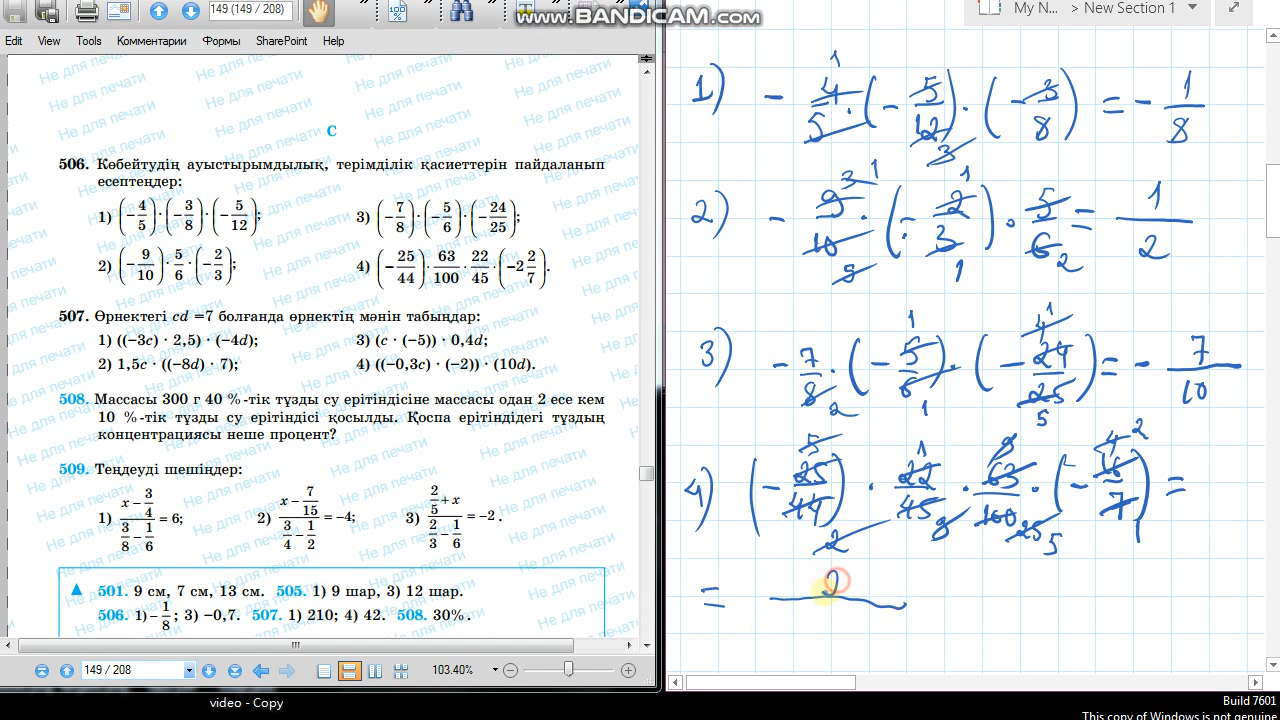 149 (149 / 208)
www.BANDICAM.com
My N... > New Section 1
Edit View Tools Комментарии Формы SharePoint Help
Не для печати
С
506. Көбейтудің ауыстырымдылық, терімділік қасиеттерін пайдаланып
есептеңдер:
1) (−4/5)·(−3/8)·(−5/12); 3) (−7/8)·(−5/6)·(−24/25);
2) (−9/10)·5/6·(−2/3); 4) (−25/44)·63/100·22/45·(−2 2/7).
507. Өрнектегі cd =7 болғанда өрнектің мәнін табыңдар:
1) ((−3c) · 2,5) · (−4d); 3) (c · (−5)) · 0,4d;
2) 1,5c · ((−8d) · 7); 4) ((−0,3c) · (−2)) · (10d).
508. Массасы 300 г 40 %-тік тұзды су ерітіндісіне массасы одан 2 есе кем
10 %-тік тұзды су ерітіндісі қосылды. Қоспа ерітіндідегі тұздың
концентрациясы неше процент?
509. Теңдеуді шешіңдер:
1) (x − 3/4)/(3/8 − 1/6) = 6; 2) (x − 7/15)/(3/4 − 1/2) = −4; 3) (2/5 + x)/(2/3 − 1/6) = −2.
▲ 501. 9 см, 7 см, 13 см. 505. 1) 9 шар, 3) 12 шар.
506. 1) −1/8; 3) −0,7. 507. 1) 210; 4) 42. 508. 30%.
149 / 208 103.40%
1) −4/5·(−5/12)·(−3/8) = −1/8
2) −9/10·(−2/3)·5/6 = 1/2
3) −7/8·(−5/6)·(−24/25) = −7/10
4) (−25/44)·22/45·63/100·(−16/7) =
= 2
video - Copy
Build 7601
This copy of Windows is not genuine